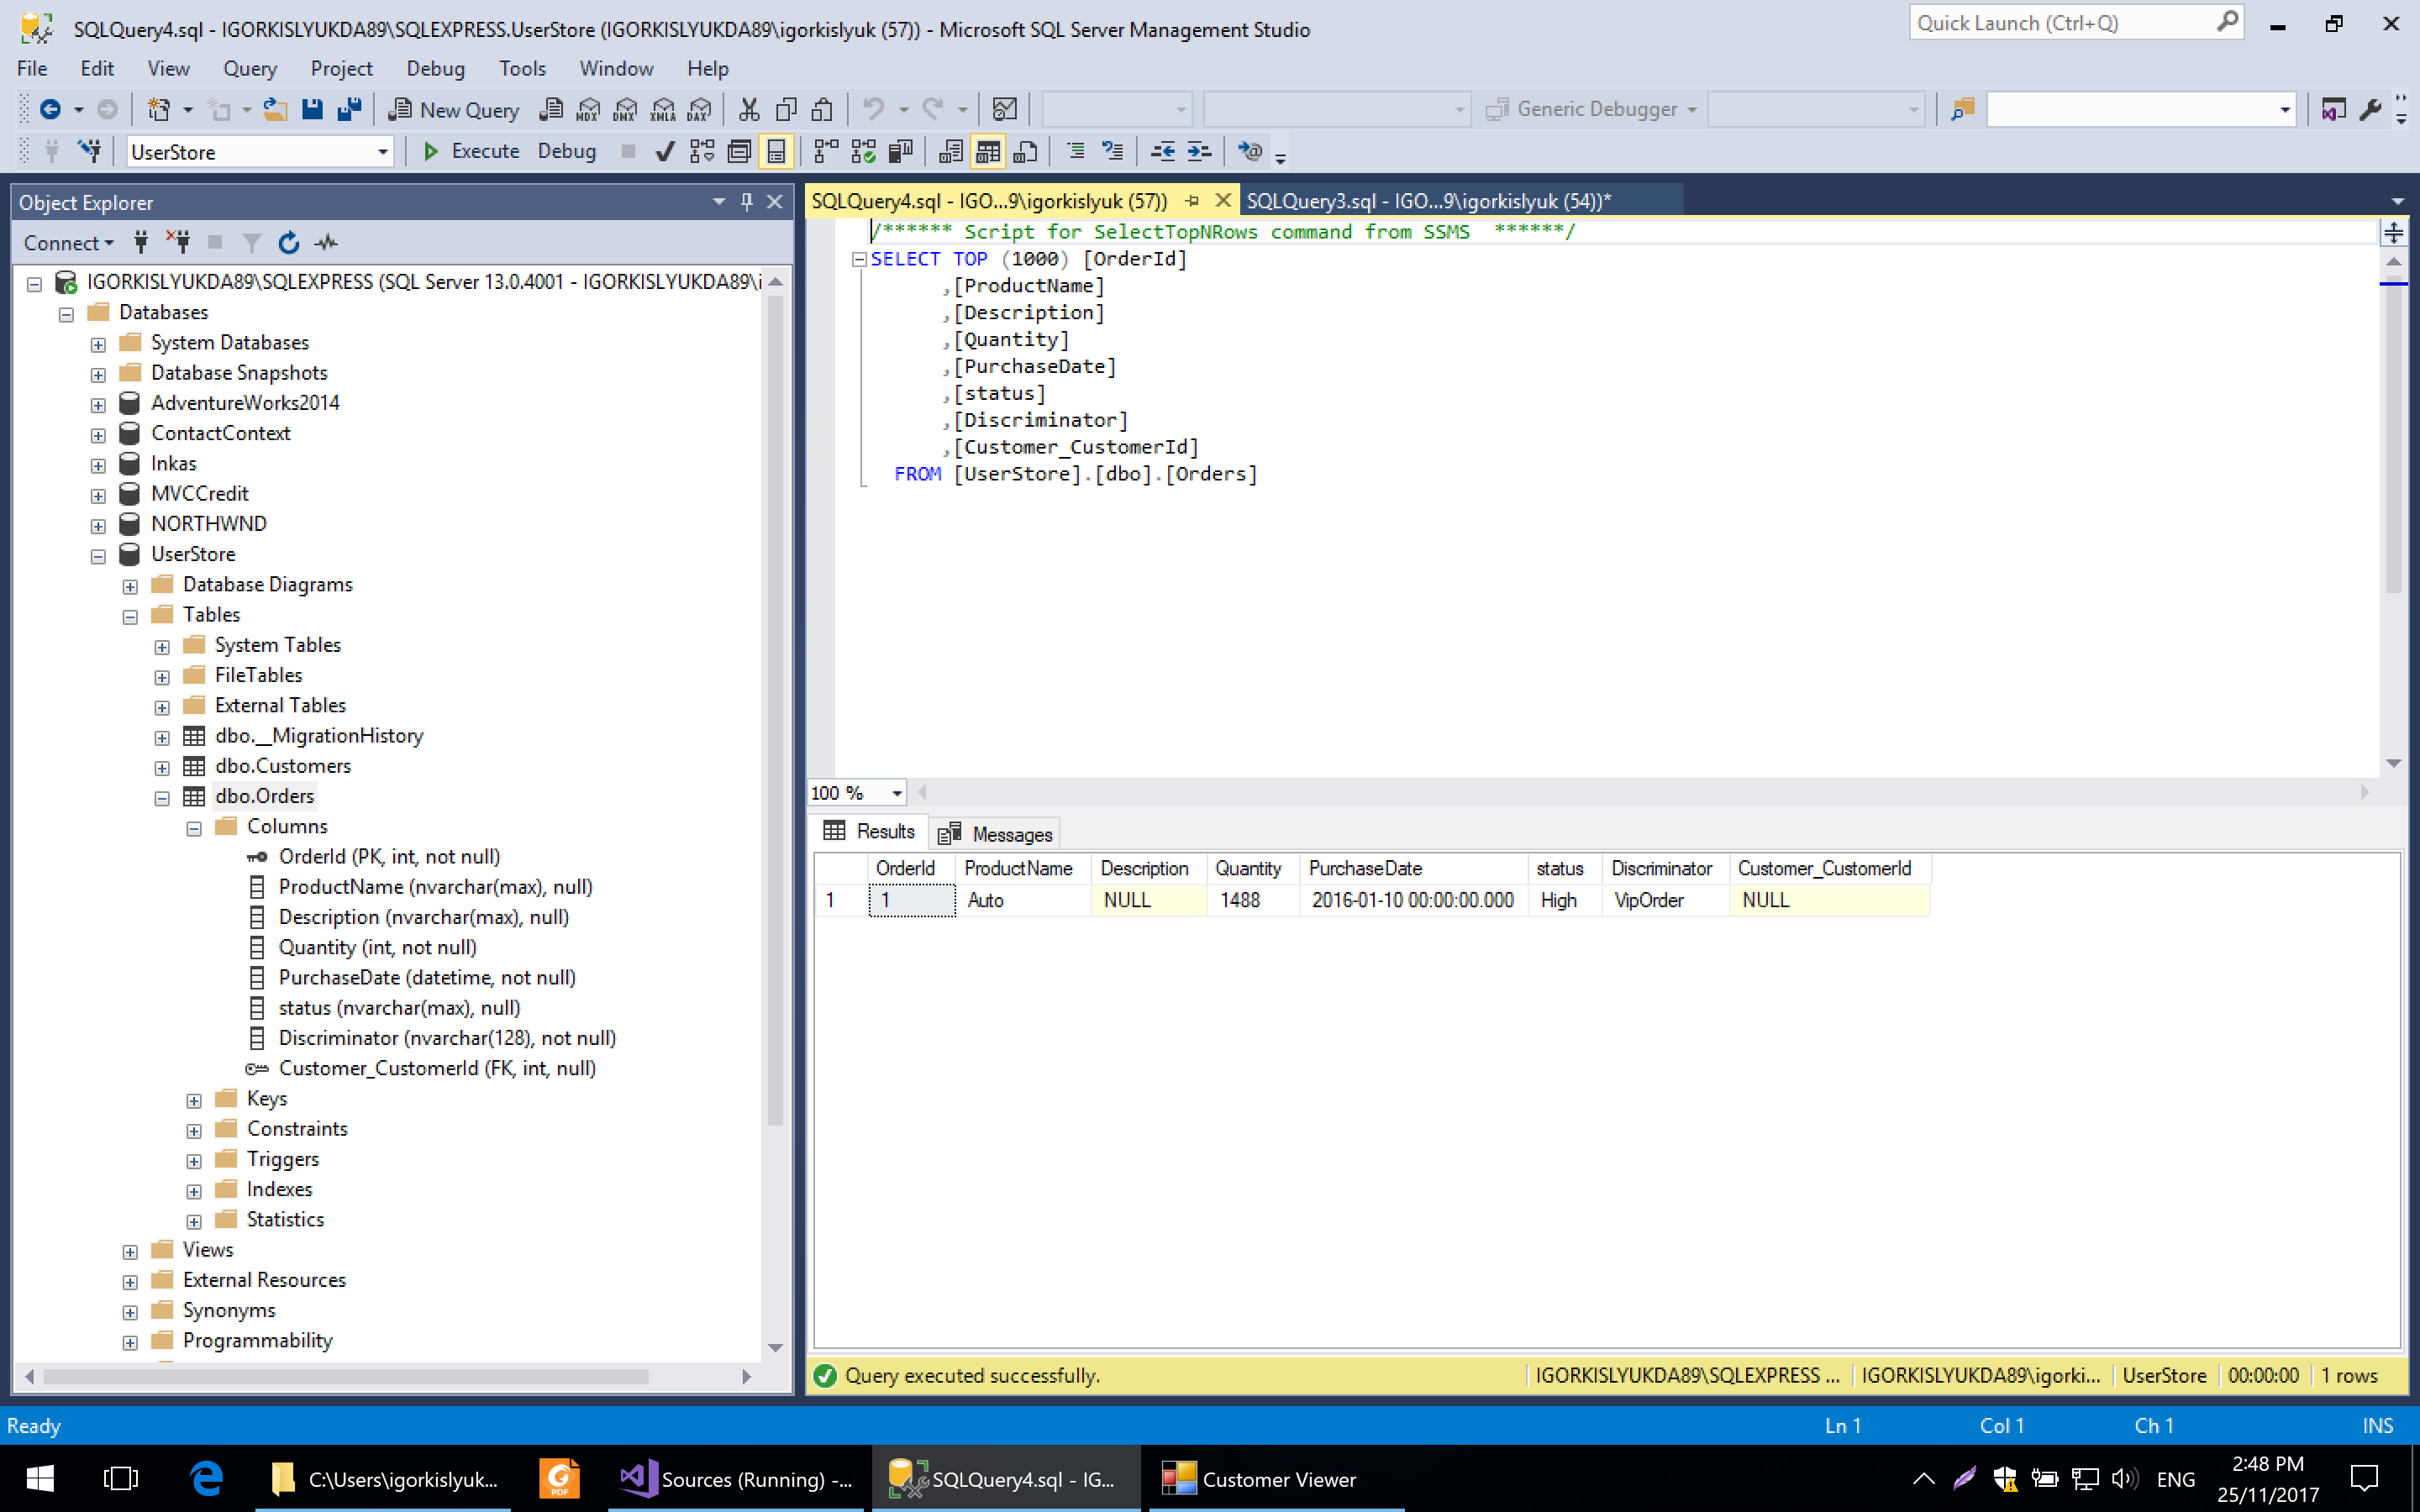 SQLQuery4.sql - IGORKISLYUKDA89\SQLEXPRESS.UserStore (IGORKISLYUKDA89\igorkislyuk (57)) - Microsoft SQL Server Management Studio
Quick Launch (Ctrl+Q)
File Edit View Query Project Debug Tools Window Help
New Query MDX DMX XMLA DAX Generic Debugger
UserStore Execute Debug
Object Explorer
Connect
IGORKISLYUKDA89\SQLEXPRESS (SQL Server 13.0.4001 - IGORKISLYUKDA89\i
Databases
System Databases
Database Snapshots
AdventureWorks2014
ContactContext
Inkas
MVCCredit
NORTHWND
UserStore
Database Diagrams
Tables
System Tables
FileTables
External Tables
dbo.__MigrationHistory
dbo.Customers
dbo.Orders
Columns
OrderId (PK, int, not null)
ProductName (nvarchar(max), null)
Description (nvarchar(max), null)
Quantity (int, not null)
PurchaseDate (datetime, not null)
status (nvarchar(max), null)
Discriminator (nvarchar(128), not null)
Customer_CustomerId (FK, int, null)
Keys
Constraints
Triggers
Indexes
Statistics
Views
External Resources
Synonyms
Programmability
SQLQuery4.sql - IGO...9\igorkislyuk (57)) SQLQuery3.sql - IGO...9\igorkislyuk (54))*
/****** Script for SelectTopNRows command from SSMS ******/
SELECT TOP (1000) [OrderId]
,[ProductName]
,[Description]
,[Quantity]
,[PurchaseDate]
,[status]
,[Discriminator]
,[Customer_CustomerId]
FROM [UserStore].[dbo].[Orders]
100 %
Results Messages
OrderId ProductName Description Quantity PurchaseDate status Discriminator Customer_CustomerId
1 1 Auto NULL 1488 2016-01-10 00:00:00.000 High VipOrder NULL
Query executed successfully. IGORKISLYUKDA89\SQLEXPRESS ... IGORKISLYUKDA89\igorki... UserStore 00:00:00 1 rows
Ready Ln 1 Col 1 Ch 1 INS
C:\Users\igorkislyuk... PDF Sources (Running) -... SQLQuery4.sql - IG... Customer Viewer ENG 2:48 PM
25/11/2017